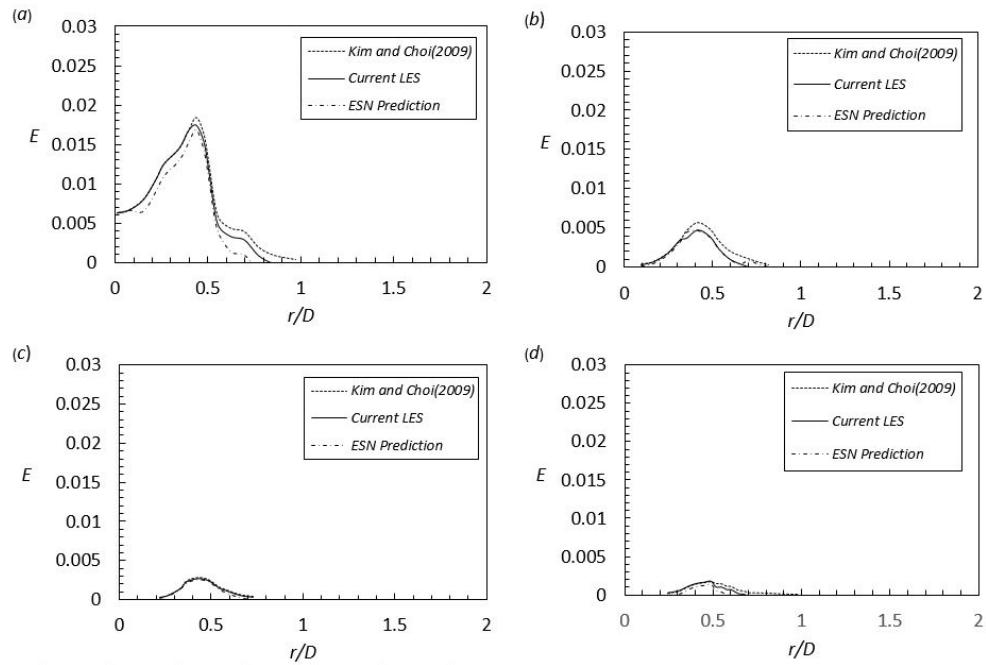 (a)
0.03
0.025
0.02
0.015
0.01
0.005
0
E
Kim and Choi(2009)
Current LES
ESN Prediction
0 0.5 1 1.5 2
r/D
(b)
0.03
0.025
0.02
0.015
0.01
0.005
0
E
Kim and Choi(2009)
Current LES
ESN Prediction
0 0.5 1 1.5 2
r/D
(c)
0.03
0.025
0.02
0.015
0.01
0.005
0
E
Kim and Choi(2009)
Current LES
ESN Prediction
0 0.5 1 1.5 2
r/D
(d)
0.03
0.025
0.02
0.015
0.01
0.005
0
E
Kim and Choi(2009)
Current LES
ESN Prediction
0 0.5 1 1.5 2
r/D